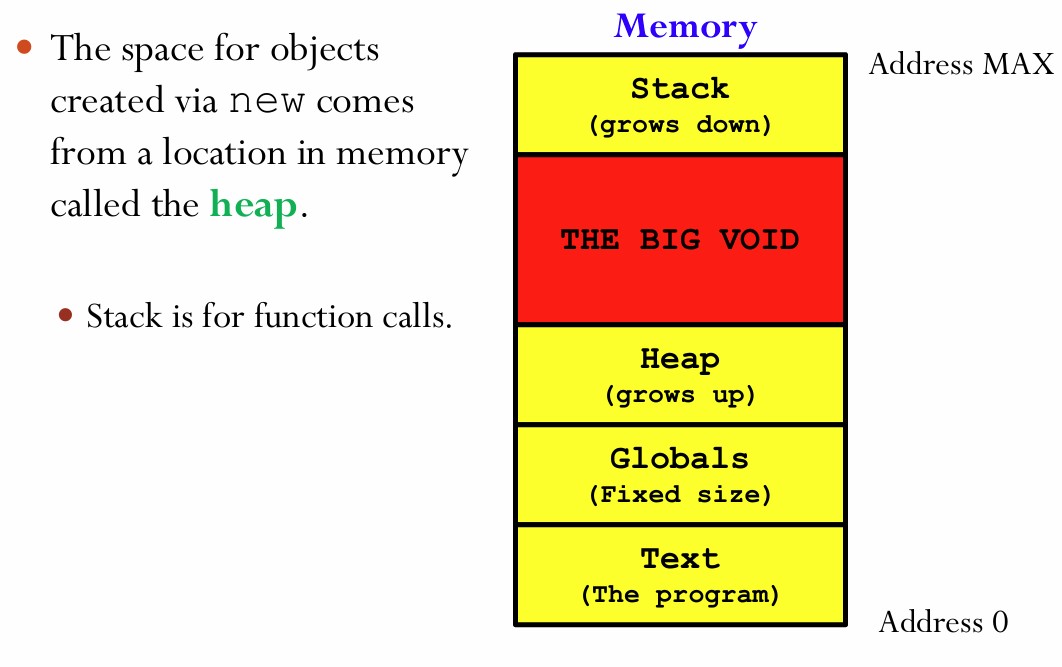 The space for objects
created via new comes
from a location in memory
called the heap.
Stack is for function calls.
Memory
Address MAX
Stack
(grows down)
THE BIG VOID
Heap
(grows up)
Globals
(Fixed size)
Text
(The program)
Address 0